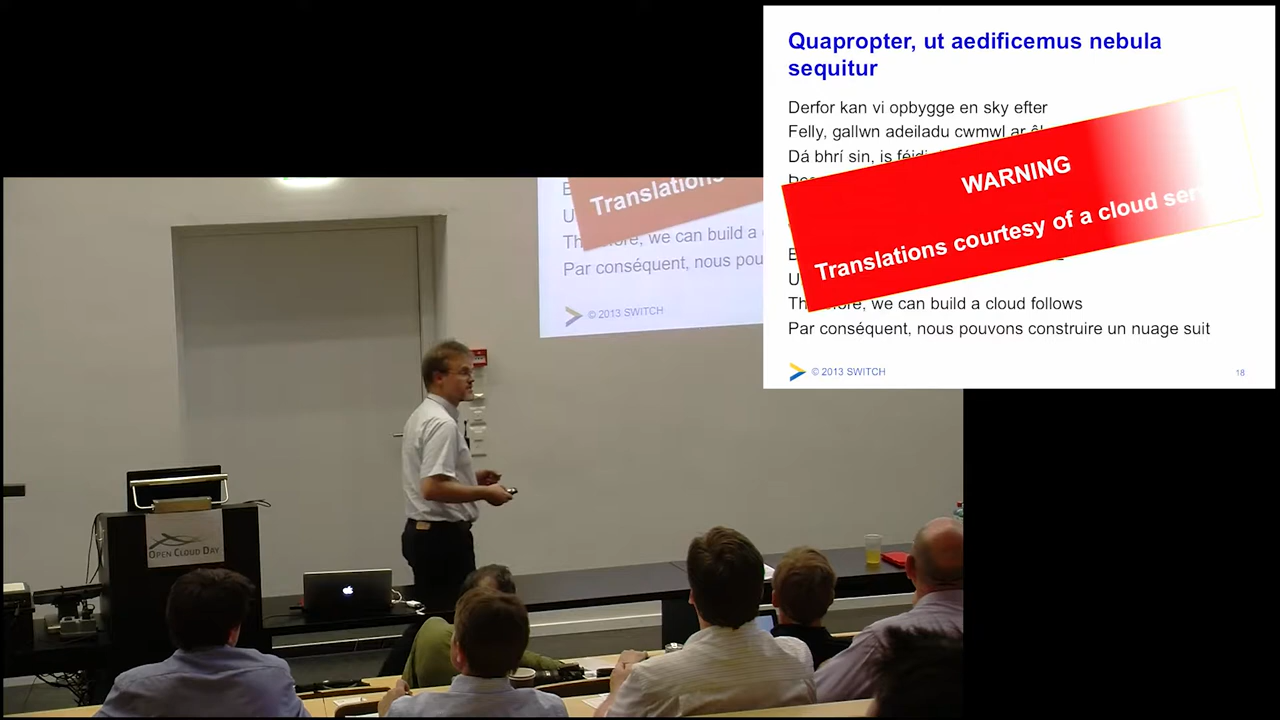 Quapropter, ut aedificemus nebula
sequitur
Derfor kan vi opbygge en sky efter
Felly, gallwn adeiladu cwmwl ar
Dá bhrí sin, is
WARNING
Translations courtesy of a cloud
we can build a cloud follows
Par conséquent, nous pouvons construire un nuage suit
© 2013 SWITCH
18
Translations
we can build a
Par conséquent, nous
© 2013 SWITCH
OPEN CLOUD DAY